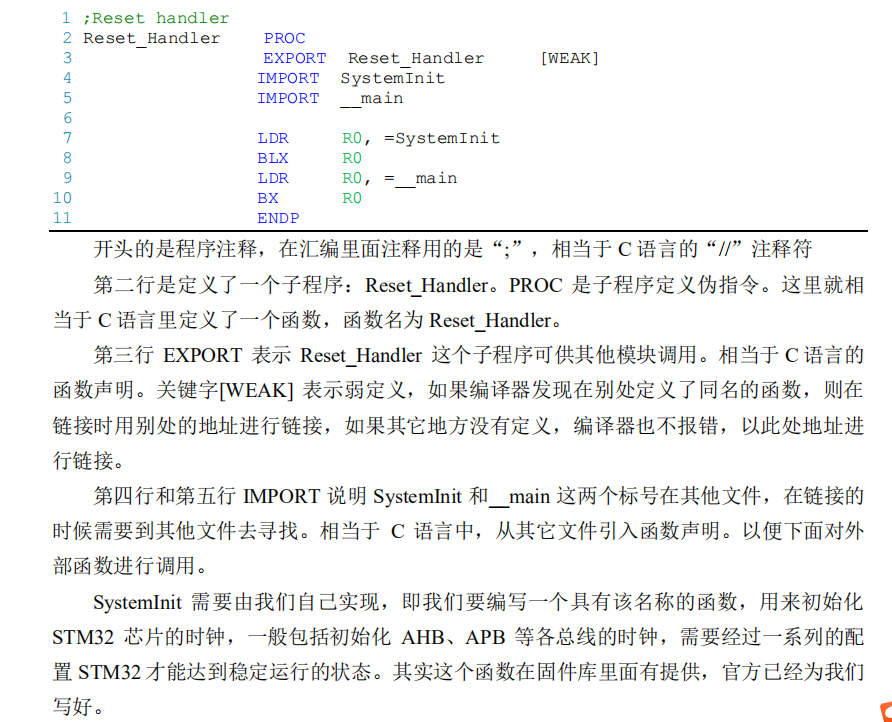 1 ;Reset handler
2 Reset_Handler PROC
3 EXPORT Reset_Handler [WEAK]
4 IMPORT SystemInit
5 IMPORT __main
6
7 LDR R0, =SystemInit
8 BLX R0
9 LDR R0, =__main
10 BX R0
11 ENDP
开头的是程序注释，在汇编里面注释用的是“;”，相当于 C 语言的“//”注释符
第二行是定义了一个子程序：Reset_Handler。PROC 是子程序定义伪指令。这里就相
当于 C 语言里定义了一个函数，函数名为 Reset_Handler。
第三行 EXPORT 表示 Reset_Handler 这个子程序可供其他模块调用。相当于 C 语言的
函数声明。关键字[WEAK] 表示弱定义，如果编译器发现在别处定义了同名的函数，则在
链接时用别处的地址进行链接，如果其它地方没有定义，编译器也不报错，以此处地址进
行链接。
第四行和第五行 IMPORT 说明 SystemInit 和__main 这两个标号在其他文件，在链接的
时候需要到其他文件去寻找。相当于 C 语言中，从其它文件引入函数声明。以便下面对外
部函数进行调用。
SystemInit 需要由我们自己实现，即我们要编写一个具有该名称的函数，用来初始化
STM32 芯片的时钟，一般包括初始化 AHB、APB 等各总线的时钟，需要经过一系列的配
置 STM32 才能达到稳定运行的状态。其实这个函数在固件库里面有提供，官方已经为我们
写好。